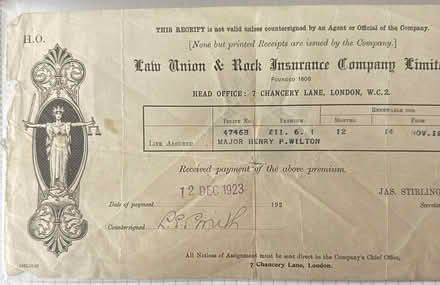 THIS RECEIPT is not valid unless countersigned by an Agent or Official of the Company.
H.O.
[None but printed Receipts are issued by the Company.]
Law Union & Rock Insurance Company Limite
FOUNDED 1806
HEAD OFFICE: 7 CHANCERY LANE, LONDON, W.C.2.
POLICY NO. PREMIUM. MONTHS. RENEWABLE FOR
FROM
47463 £11. 6. 12 14 NOV.19
LIFE ASSURED MAJOR HENRY P.WILTON
Received payment of the above premium.
12 DEC 1923
JAS. STIRLING
Date of payment 192
Countersigned
All Notices of Assignment must be sent direct to the Company's Chief Office,
7 Chancery Lane, London.